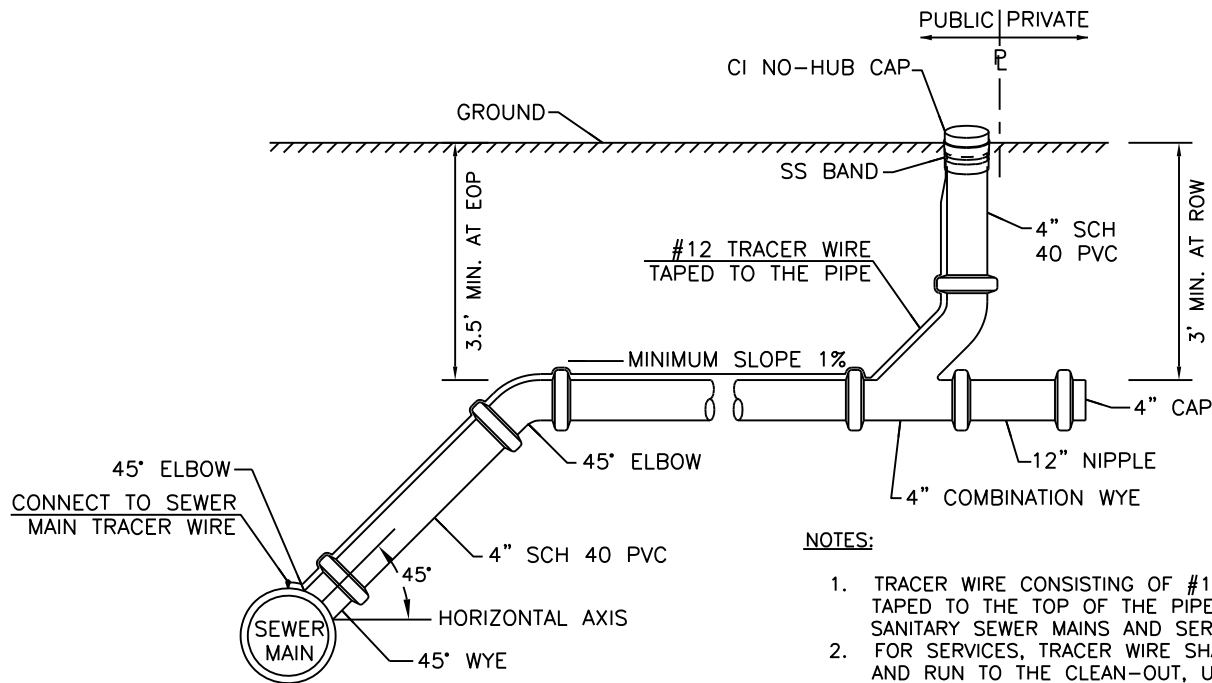 PUBLIC PRIVATE
PL
CI NO-HUB CAP
GROUND
SS BAND
3.5' MIN. AT EOP
#12 TRACER WIRE
TAPED TO THE PIPE
4" SCH
40 PVC
3' MIN. AT ROW
MINIMUM SLOPE 1%
4" CAP
45° ELBOW
45° ELBOW
12" NIPPLE
CONNECT TO SEWER
MAIN TRACER WIRE
4" COMBINATION WYE
4" SCH 40 PVC
45°
HORIZONTAL AXIS
SEWER
MAIN
45° WYE
NOTES:
1. TRACER WIRE CONSISTING OF #1
TAPED TO THE TOP OF THE PIPE
SANITARY SEWER MAINS AND SER
2. FOR SERVICES, TRACER WIRE SHA
AND RUN TO THE CLEAN-OUT, U